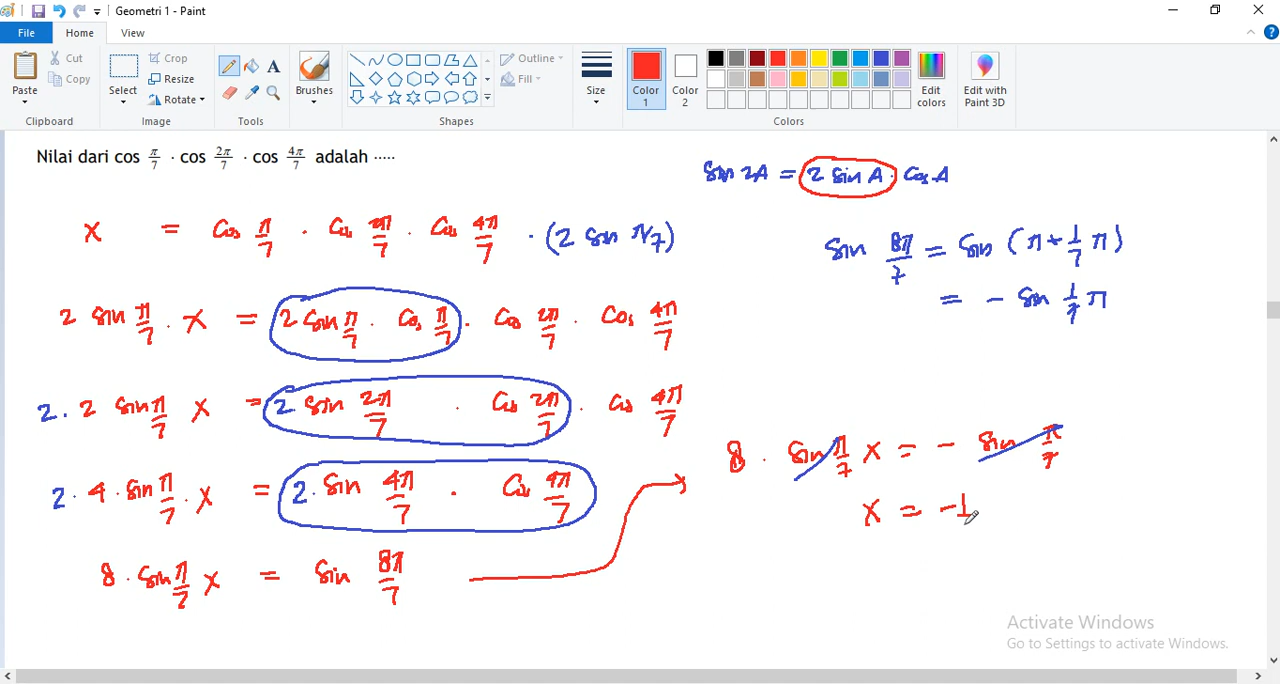 Geometri 1 - Paint
File Home View
Paste Cut Copy Select Crop Resize Rotate Brushes Outline Fill Size Color 1 Color 2 Edit colors Edit with Paint 3D
Clipboard Image Tools Shapes Colors
Nilai dari cos π/7 · cos 2π/7 · cos 4π/7 adalah .....
sin 2A = 2 sin A · cos A
x = cos π/7 · cos 2π/7 · cos 4π/7 · (2 sin π/7)
sin 8π/7 = sin (π + 1/7 π)
= - sin 1/7 π
2 sin π/7 · x = 2 sin π/7 · cos π/7 · cos 2π/7 · cos 4π/7
2 · 2 sin π/7 x = 2 sin 2π/7 · cos 2π/7 · cos 4π/7
2 · 4 · sin π/7 · x = 2 · sin 4π/7 · cos 4π/7
8 · sin π/7 x = sin 8π/7
8 · sin π/7 x = - sin π/7
x = -1
Activate Windows
Go to Settings to activate Windows.